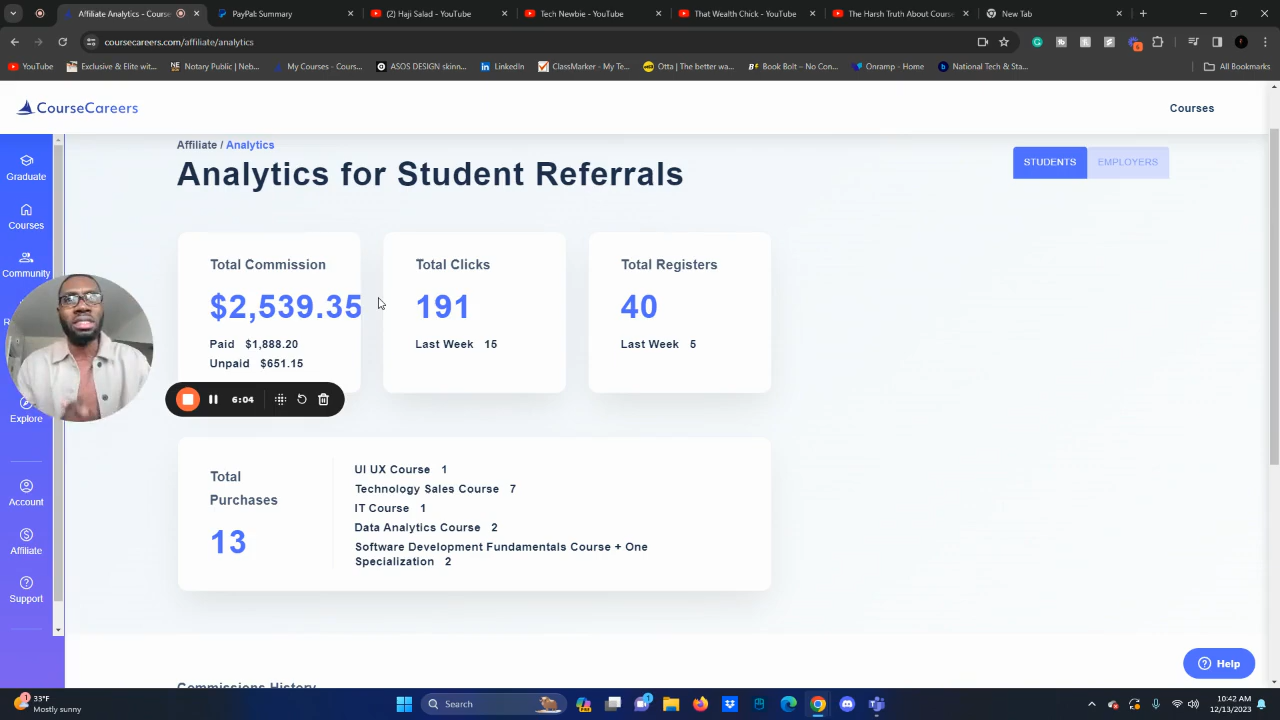 Affiliate Analytics - Cours
PayPal: Summary
(2) Haji Salad - YouTube
Tech Newbie - YouTube
That Wealth Chick - YouTube
The Harsh Truth About Course
New Tab
coursecareers.com/affiliate/analytics
YouTube
Exclusive & Elite wit...
Notary Public | Neb...
My Courses - Cours...
ASOS DESIGN skinn...
LinkedIn
ClassMarker - My Te...
Otta | The better wa...
Book Bolt – No Con...
Onramp - Home
National Tech & Sta...
All Bookmarks
CourseCareers
Courses
Graduate
Courses
Community
Explore
Account
Affiliate
Support
Affiliate / Analytics
Analytics for Student Referrals
STUDENTS
EMPLOYERS
Total Commission
$2,539.35
Paid $1,888.20
Unpaid $651.15
Total Clicks
191
Last Week 15
Total Registers
40
Last Week 5
6:04
Total
Purchases
13
UI UX Course 1
Technology Sales Course 7
IT Course 1
Data Analytics Course 2
Software Development Fundamentals Course + One
Specialization 2
Commissions History
Help
33°F
Mostly sunny
Search
10:42 AM
12/13/2023